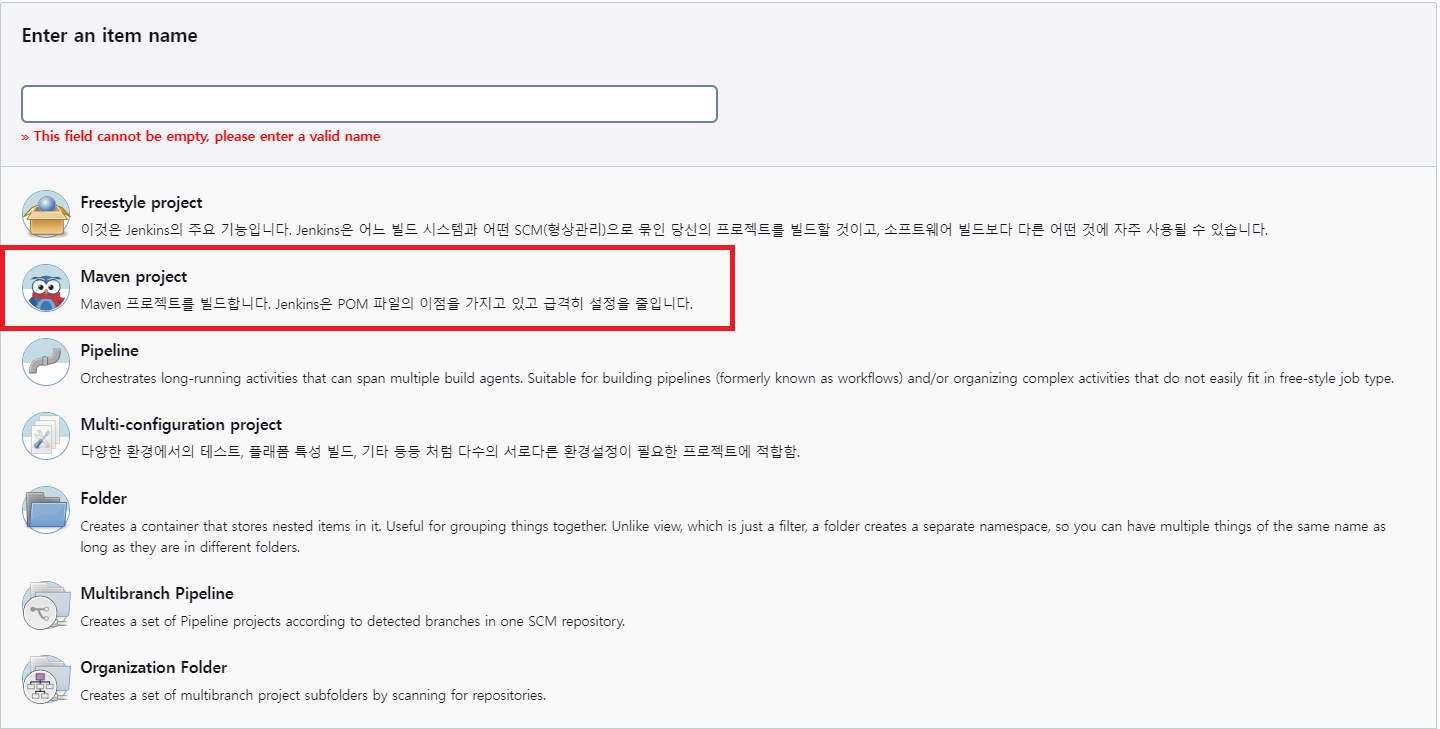 Enter an item name
» This field cannot be empty, please enter a valid name
Freestyle project
이것은 Jenkins의 주요 기능입니다. Jenkins은 어느 빌드 시스템과 어떤 SCM(형상관리)으로 묶인 당신의 프로젝트를 빌드할 것이고, 소프트웨어 빌드보다 다른 어떤 것에 자주 사용될 수 있습니다.
Maven project
Maven 프로젝트를 빌드합니다. Jenkins은 POM 파일의 이점을 가지고 있고 급격히 설정을 줄입니다.
Pipeline
Orchestrates long-running activities that can span multiple build agents. Suitable for building pipelines (formerly known as workflows) and/or organizing complex activities that do not easily fit in free-style job type.
Multi-configuration project
다양한 환경에서의 테스트, 플래폼 특성 빌드, 기타 등등 처럼 다수의 서로다른 환경설정이 필요한 프로젝트에 적합함.
Folder
Creates a container that stores nested items in it. Useful for grouping things together. Unlike view, which is just a filter, a folder creates a separate namespace, so you can have multiple things of the same name as
long as they are in different folders.
Multibranch Pipeline
Creates a set of Pipeline projects according to detected branches in one SCM repository.
Organization Folder
Creates a set of multibranch project subfolders by scanning for repositories.